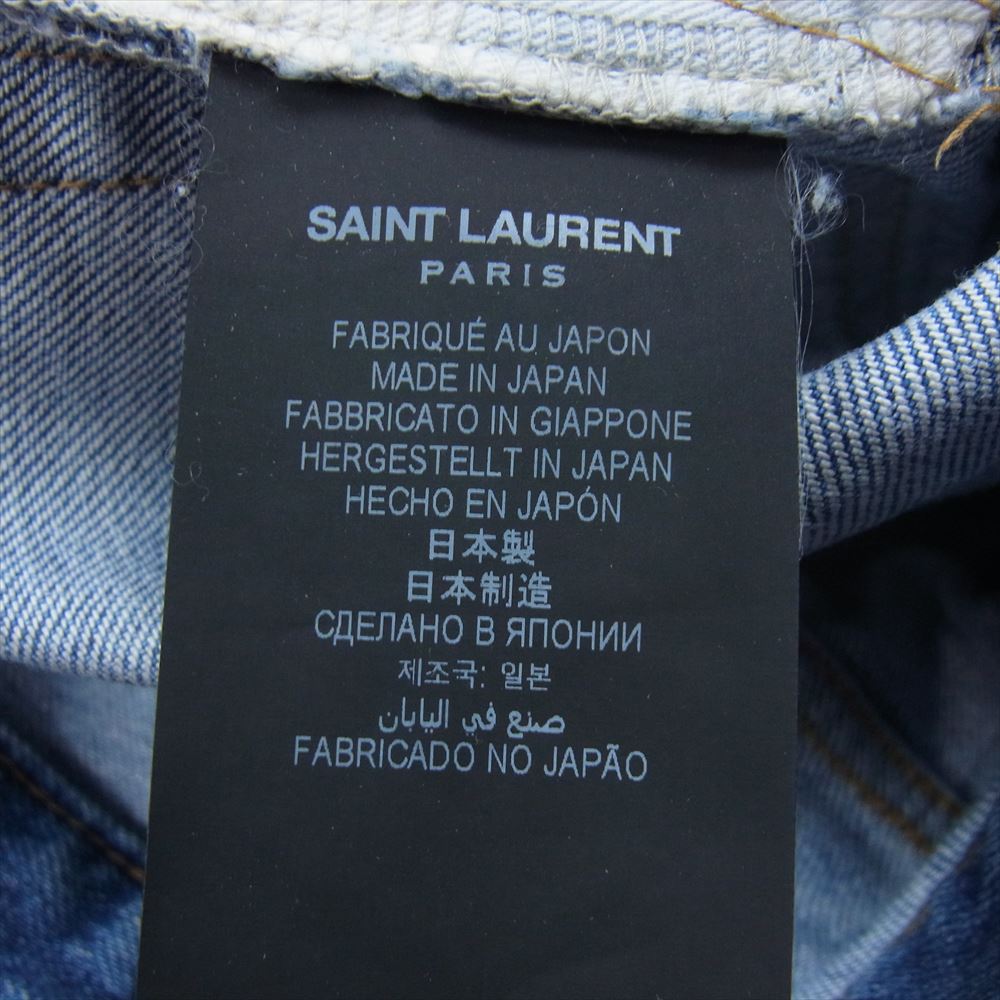 SAINT LAURENT
PARIS
FABRIQUÉ AU JAPON
MADE IN JAPAN
FABBRICATO IN GIAPPONE
HERGESTELLT IN JAPAN
HECHO EN JAPÓN
日本製
日本制造
СДЕЛАНО В ЯПОНИИ
제조국: 일본
صنع في اليابان
FABRICADO NO JAPÃO